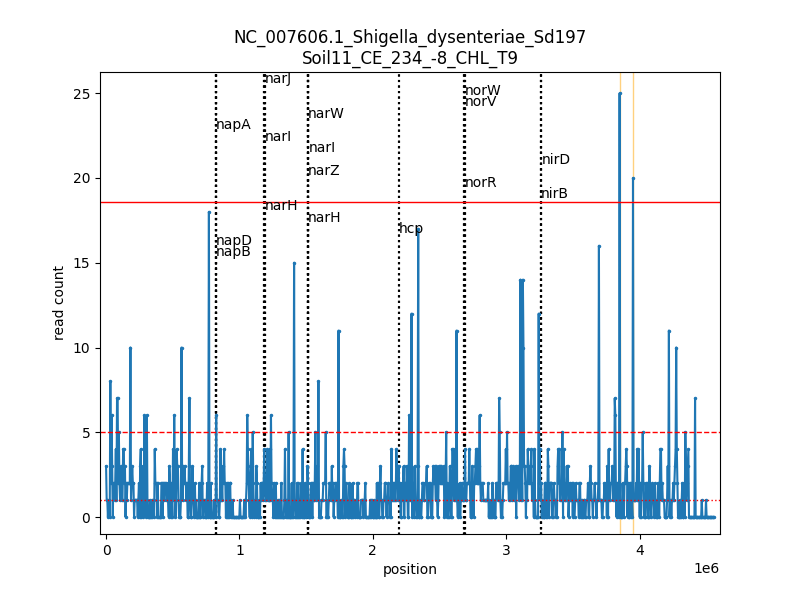 NC_007606.1_Shigella_dysenteriae_Sd197
Soil11_CE_234_-8_CHL_T9
narJ
norW
norV
narW
napA
narI
narI
nirD
narZ
norR
nirB
narH
narH
hcp
napD
napB
25
20
15
10
5
0
read count
0
1
2
3
4
1e6
position